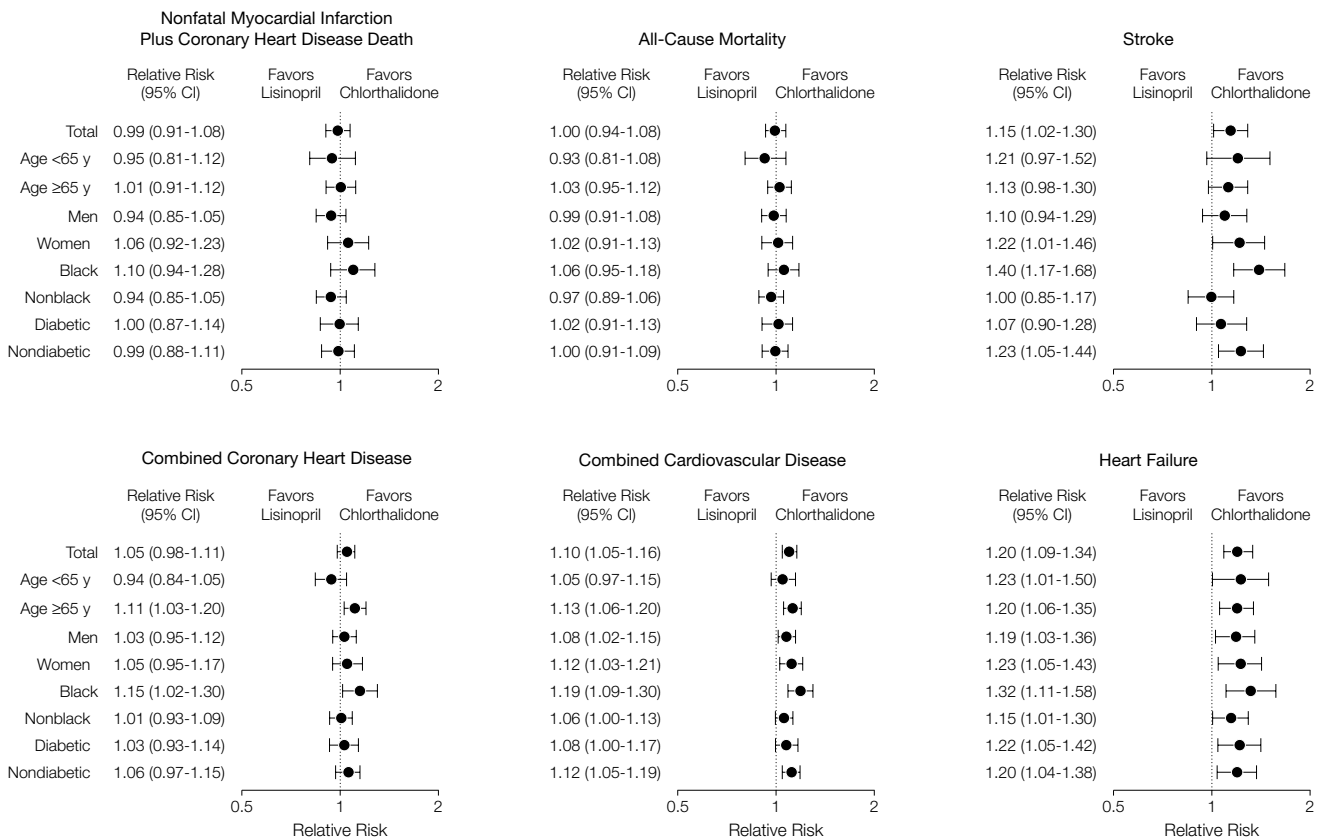 Nonfatal Myocardial Infarction
Plus Coronary Heart Disease Death
All-Cause Mortality
Stroke
Relative Risk Favors Favors
(95% CI) Lisinopril Chlorthalidone
Relative Risk Favors Favors
(95% CI) Lisinopril Chlorthalidone
Relative Risk Favors Favors
(95% CI) Lisinopril Chlorthalidone
Total 0.99 (0.91-1.08) 1.00 (0.94-1.08) 1.15 (1.02-1.30)
Age <65 y 0.95 (0.81-1.12) 0.93 (0.81-1.08) 1.21 (0.97-1.52)
Age ≥65 y 1.01 (0.91-1.12) 1.03 (0.95-1.12) 1.13 (0.98-1.30)
Men 0.94 (0.85-1.05) 0.99 (0.91-1.08) 1.10 (0.94-1.29)
Women 1.06 (0.92-1.23) 1.02 (0.91-1.13) 1.22 (1.01-1.46)
Black 1.10 (0.94-1.28) 1.06 (0.95-1.18) 1.40 (1.17-1.68)
Nonblack 0.94 (0.85-1.05) 0.97 (0.89-1.06) 1.00 (0.85-1.17)
Diabetic 1.00 (0.87-1.14) 1.02 (0.91-1.13) 1.07 (0.90-1.28)
Nondiabetic 0.99 (0.88-1.11) 1.00 (0.91-1.09) 1.23 (1.05-1.44)
0.5 1 2 0.5 1 2 0.5 1 2
Combined Coronary Heart Disease
Combined Cardiovascular Disease
Heart Failure
Relative Risk Favors Favors
(95% CI) Lisinopril Chlorthalidone
Relative Risk Favors Favors
(95% CI) Lisinopril Chlorthalidone
Relative Risk Favors Favors
(95% CI) Lisinopril Chlorthalidone
Total 1.05 (0.98-1.11) 1.10 (1.05-1.16) 1.20 (1.09-1.34)
Age <65 y 0.94 (0.84-1.05) 1.05 (0.97-1.15) 1.23 (1.01-1.50)
Age ≥65 y 1.11 (1.03-1.20) 1.13 (1.06-1.20) 1.20 (1.06-1.35)
Men 1.03 (0.95-1.12) 1.08 (1.02-1.15) 1.19 (1.03-1.36)
Women 1.05 (0.95-1.17) 1.12 (1.03-1.21) 1.23 (1.05-1.43)
Black 1.15 (1.02-1.30) 1.19 (1.09-1.30) 1.32 (1.11-1.58)
Nonblack 1.01 (0.93-1.09) 1.06 (1.00-1.13) 1.15 (1.01-1.30)
Diabetic 1.03 (0.93-1.14) 1.08 (1.00-1.17) 1.22 (1.05-1.42)
Nondiabetic 1.06 (0.97-1.15) 1.12 (1.05-1.19) 1.20 (1.04-1.38)
0.5 1 2 0.5 1 2 0.5 1 2
Relative Risk Relative Risk Relative Risk